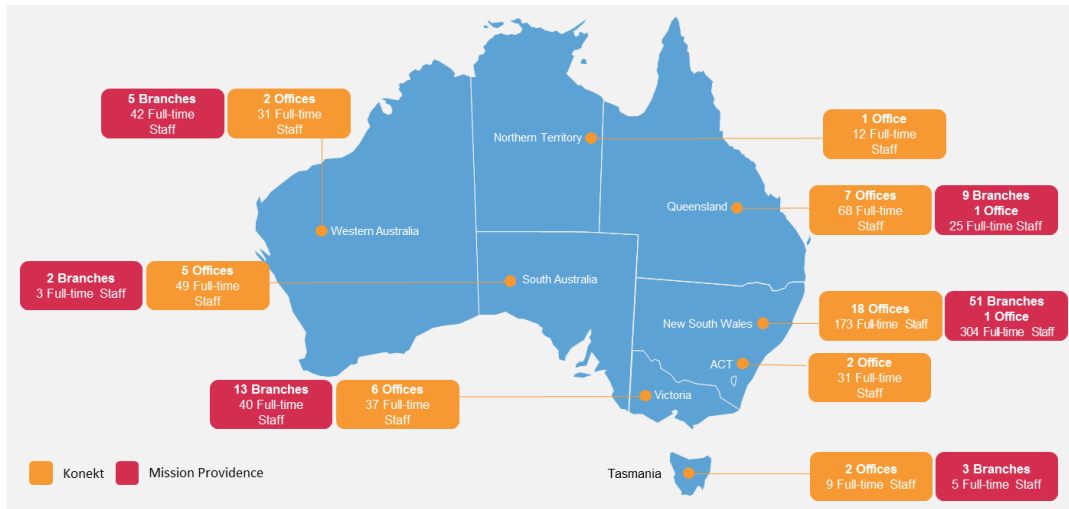 5 Branches
42 Full-time
Staff
2 Offices
31 Full-time
Staff
Northern Territory
1 Office
12 Full-time
Staff
Queensland
7 Offices
68 Full-time
Staff
9 Branches
1 Office
25 Full-time Staff
Western Australia
2 Branches
3 Full-time Staff
5 Offices
49 Full-time
Staff
South Australia
New South Wales
18 Offices
173 Full-time Staff
51 Branches
1 Office
304 Full-time Staff
ACT
2 Office
31 Full-time
Staff
13 Branches
40 Full-time
Staff
6 Offices
37 Full-time
Staff
Victoria
Konekt
Mission Providence
Tasmania
2 Offices
9 Full-time Staff
3 Branches
5 Full-time Staff